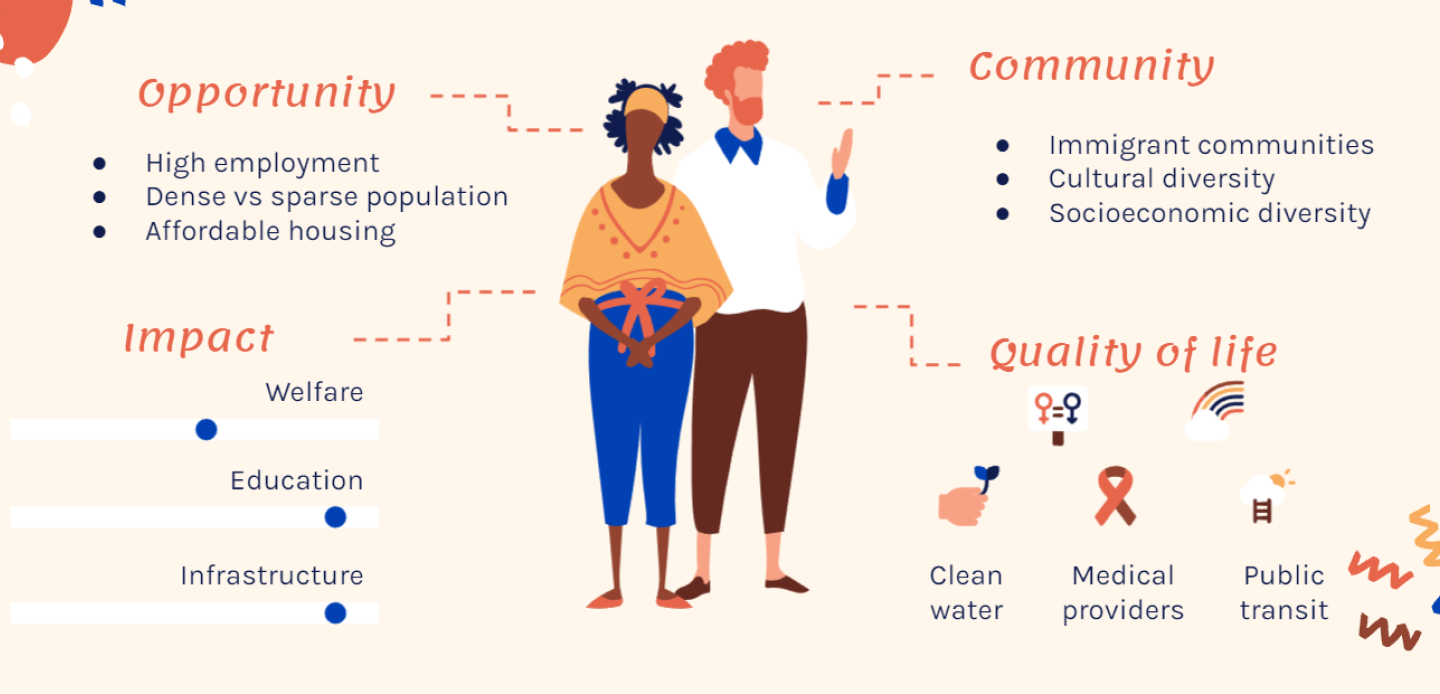 Opportunity
High employment
Dense vs sparse population
Affordable housing
Community
Immigrant communities
Cultural diversity
Socioeconomic diversity
Impact
Welfare
Education
Infrastructure
Quality of life
Clean
water
Medical
providers
Public
transit